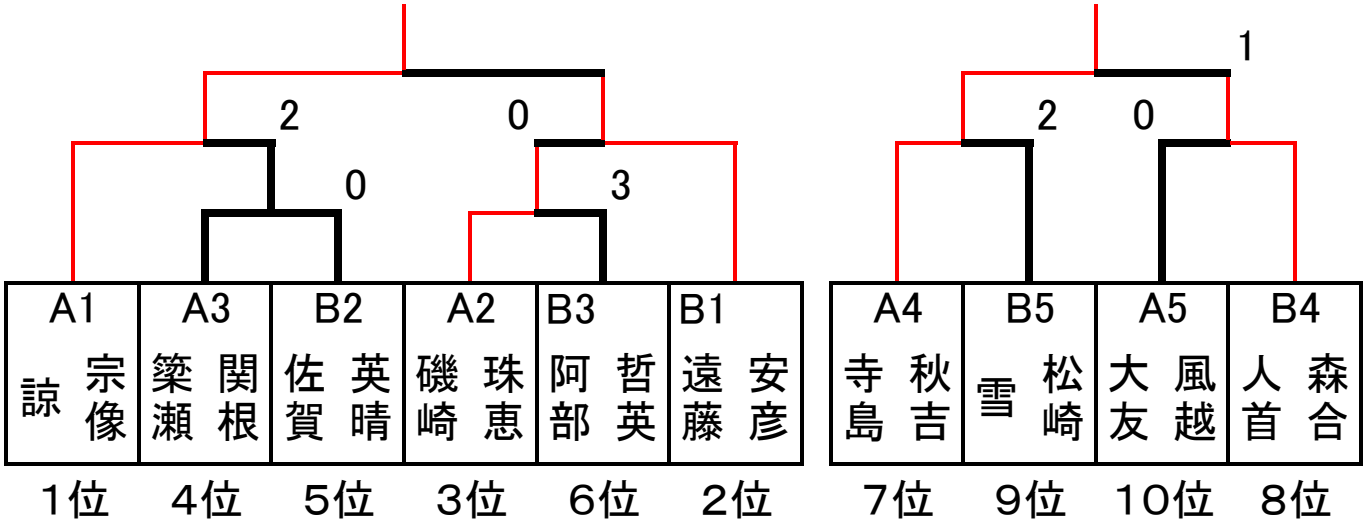 1
2 0 2 0
0 3
A1 A3 B2 A2 B3 B1 A4 B5 A5 B4
諒 宗像 簗瀬 関根 佐賀 英晴 磯崎 珠恵 阿部 哲英 遠藤 安彦 寺島 秋吉 雪 松崎 大友 風越 人首 森合
1位 4位 5位 3位 6位 2位 7位 9位 10位 8位